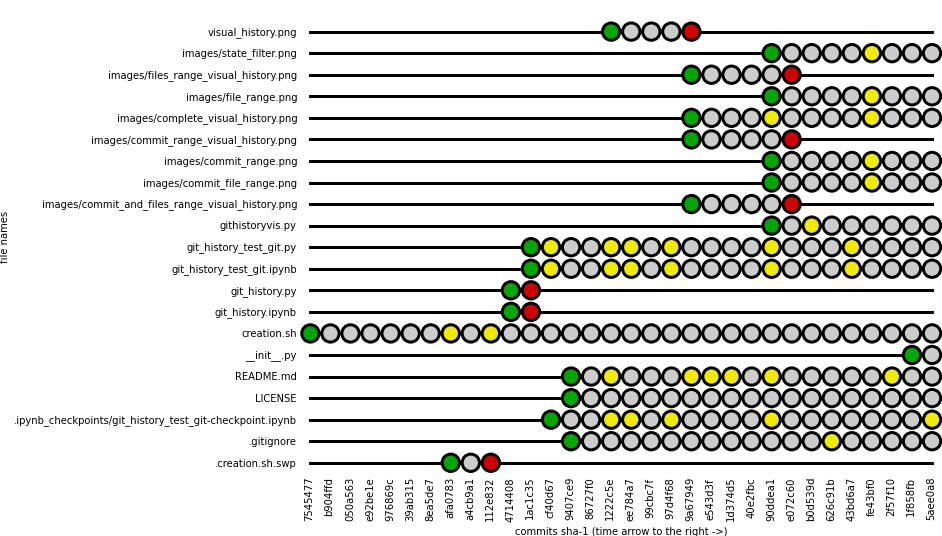 visual_history.png
images/state_filter.png
images/files_range_visual_history.png
images/file_range.png
images/complete_visual_history.png
images/commit_range_visual_history.png
images/commit_range.png
images/commit_file_range.png
images/commit_and_files_range_visual_history.png
githistoryvis.py
git_history_test_git.py
git_history_test_git.ipynb
git_history.py
git_history.ipynb
creation.sh
__init__.py
README.md
LICENSE
.ipynb_checkpoints/git_history_test_git-checkpoint.ipynb
.gitignore
.creation.sh.swp
file names
7545477
b904ffd
050a563
e92be1e
976869c
39ab315
8ea5de7
afa0783
a4cb9a1
112e832
4714408
1ac1c35
cf40d67
9407ce9
86727f0
1222c5e
ee784a7
99cbc7f
97d4f68
9a67949
e543d3f
1d374d5
40e2fbc
90ddea1
e072c60
b0d539d
626c91b
43bd6a7
fe43bf0
2f57f10
1f858fb
5aee0a8
commits sha-1 (time arrow to the right ->)